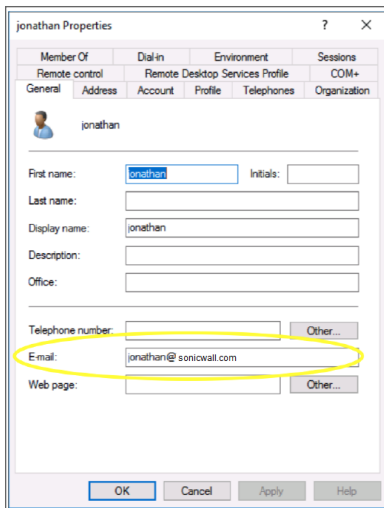 jonathan Properties ? ×
Member Of Dial-in Environment Sessions
Remote control Remote Desktop Services Profile COM+
General Address Account Profile Telephones Organization
jonathan
First name: jonathan Initials:
Last name:
Display name: jonathan
Description:
Office:
Telephone number: Other...
E-mail: jonathan@ sonicwall.com
Web page: Other...
OK Cancel Apply Help